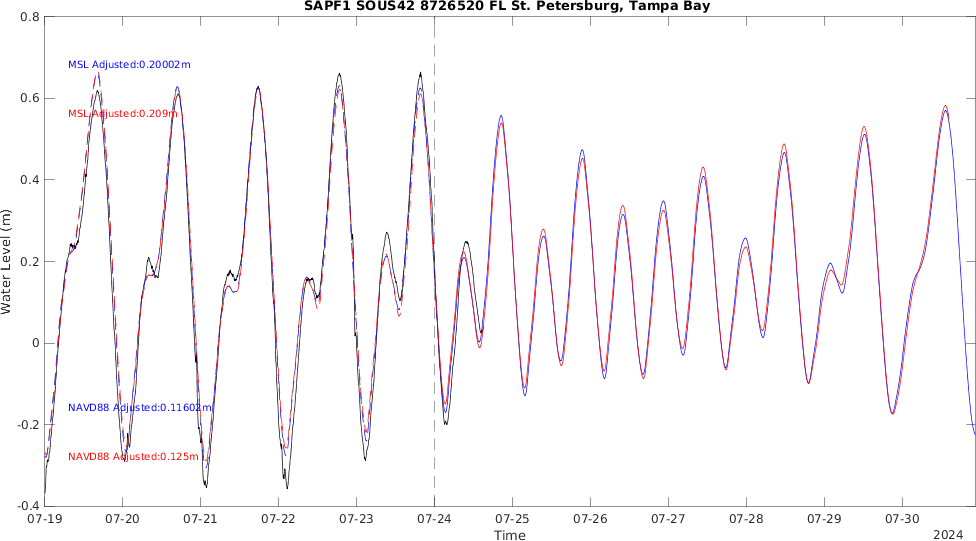 SAPF1 SOUS42 8726520 FL St. Petersburg, Tampa Bay
0.8
0.6
0.4
0.2
0
-0.2
-0.4
Water Level (m)
MSL Adjusted:0.20002m
MSL Adjusted:0.209m
NAVD88 Adjusted:0.11602m
NAVD88 Adjusted:0.125m
07-19 07-20 07-21 07-22 07-23 07-24 07-25 07-26 07-27 07-28 07-29 07-30
Time
2024